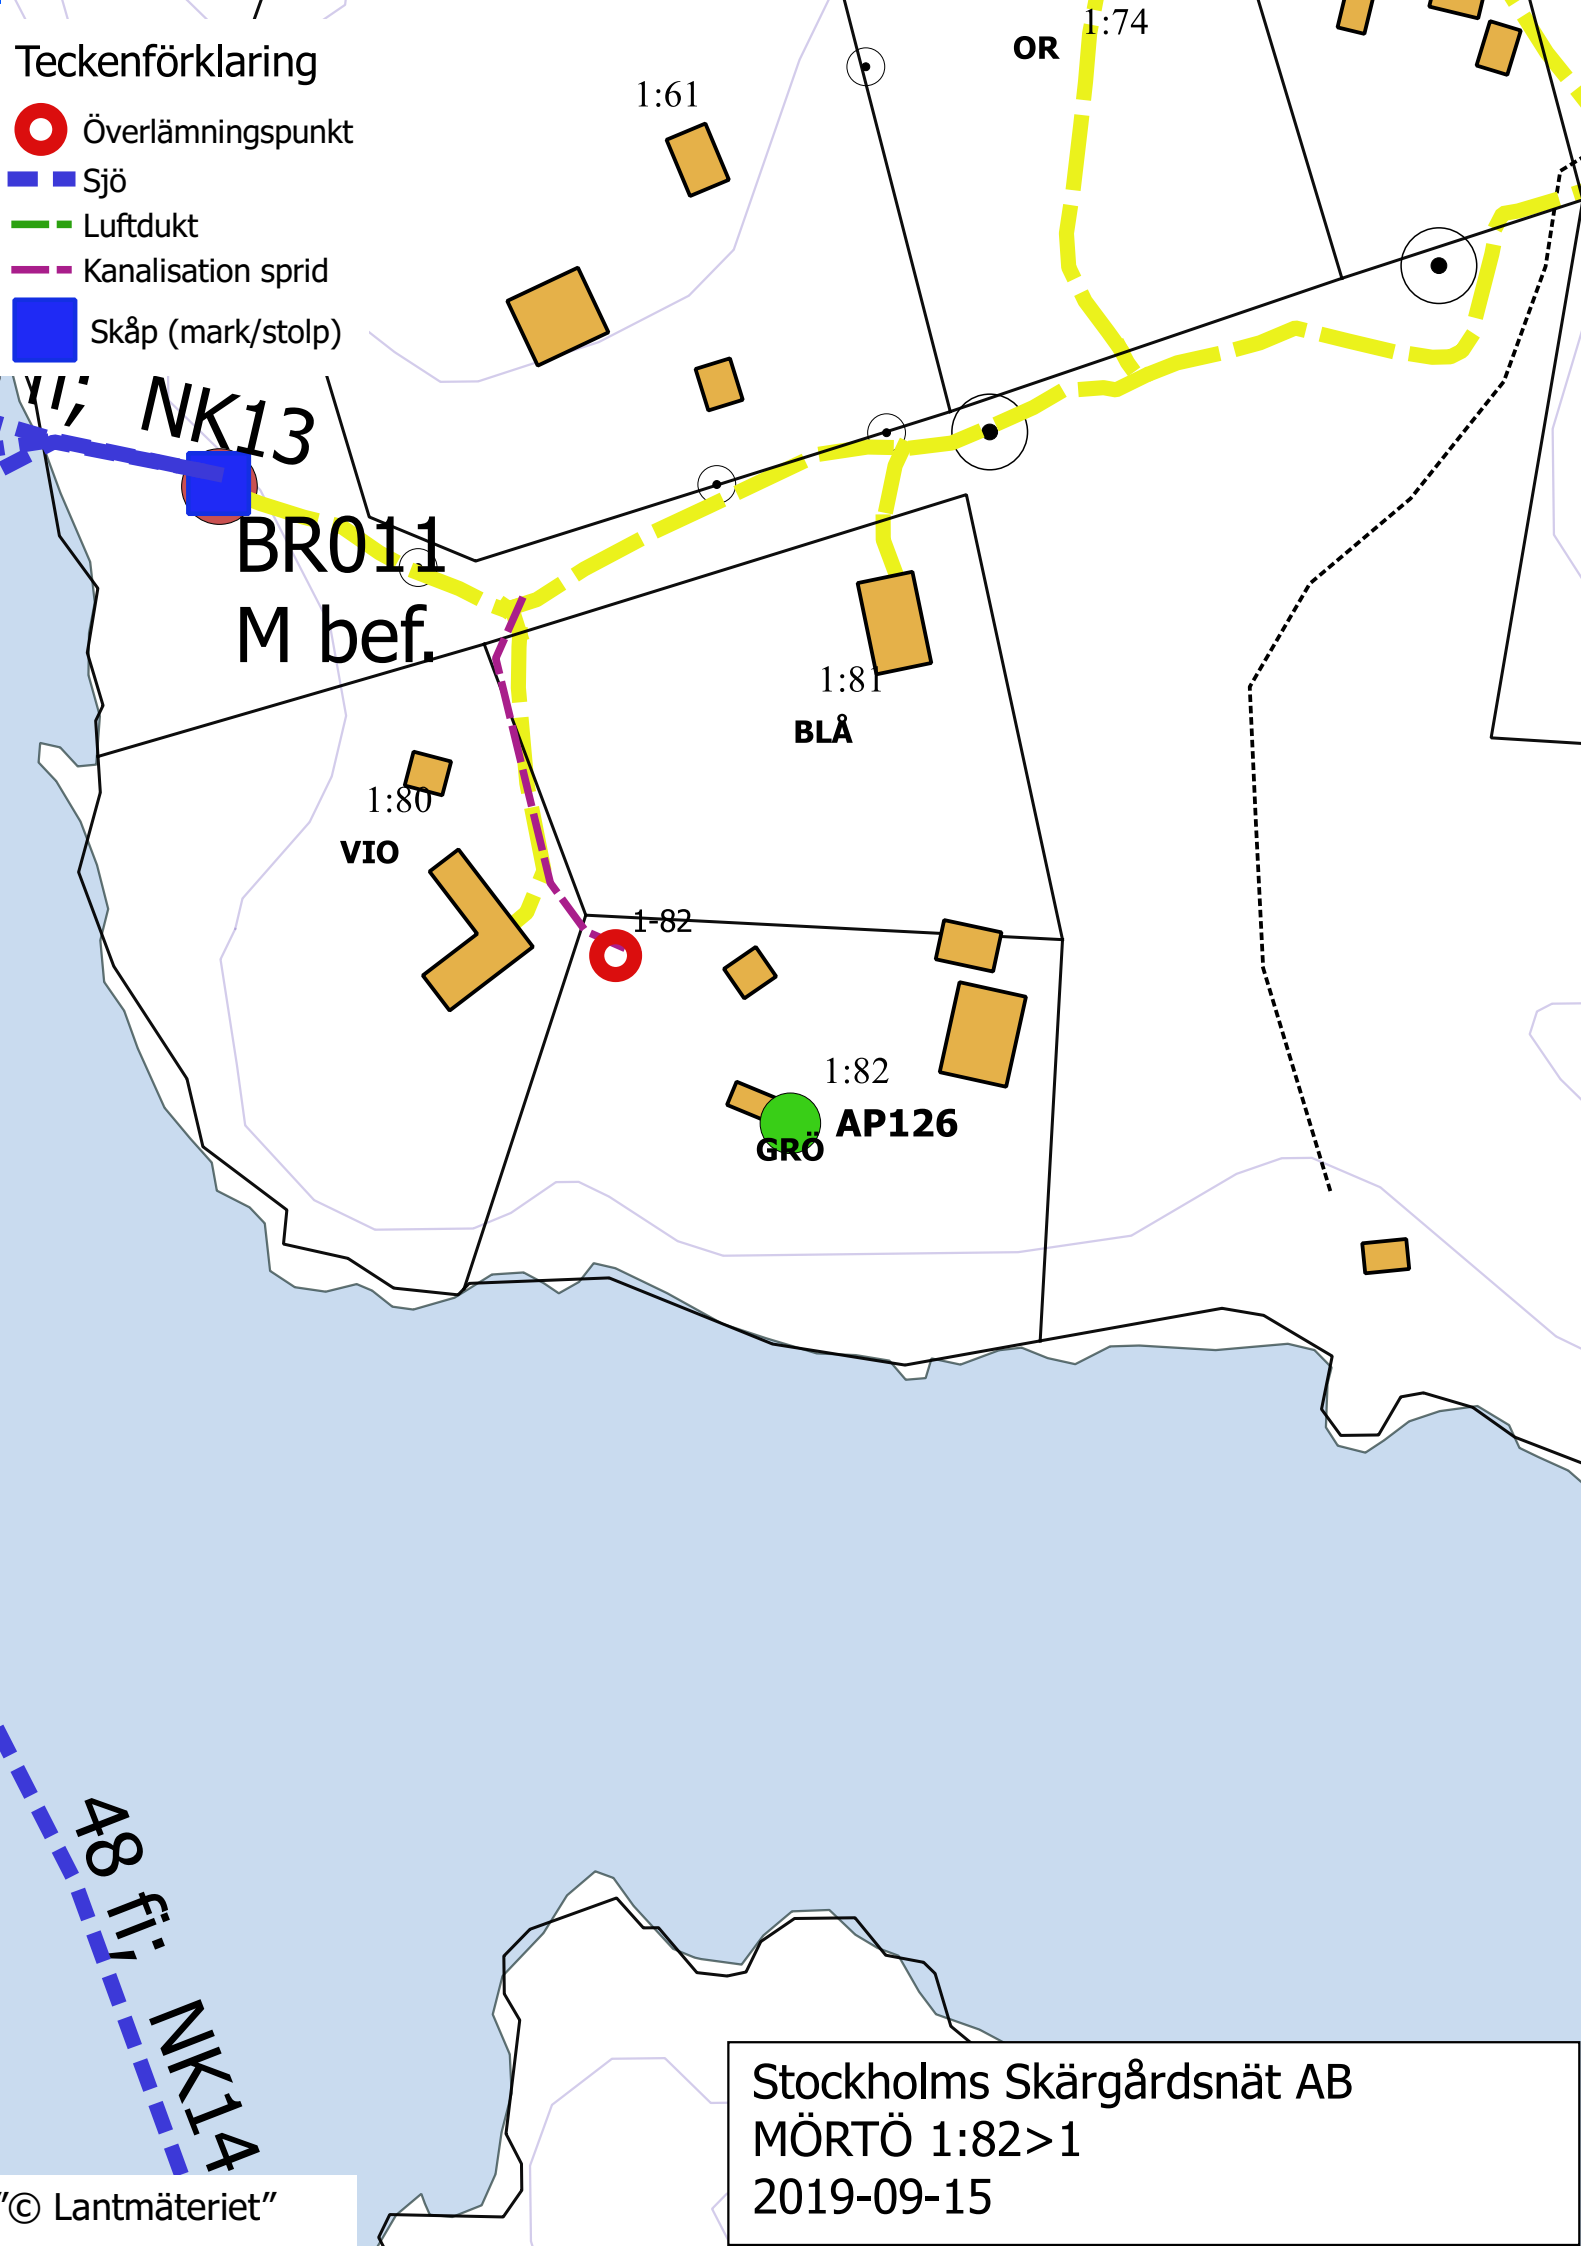 1:74
OR
Teckenförklaring
1:61
Överlämningspunkt
Sjö
Luftdukt
Kanalisation sprid
Skåp (mark/stolp)
NK13
BR011
M bef.
1:81
BLÅ
1:80
VIO
1-82
1:82
AP126
GRÖ
48 fi; NK14
Stockholms Skärgårdsnät AB
MÖRTÖ 1:82>1
2019-09-15
"© Lantmäteriet"